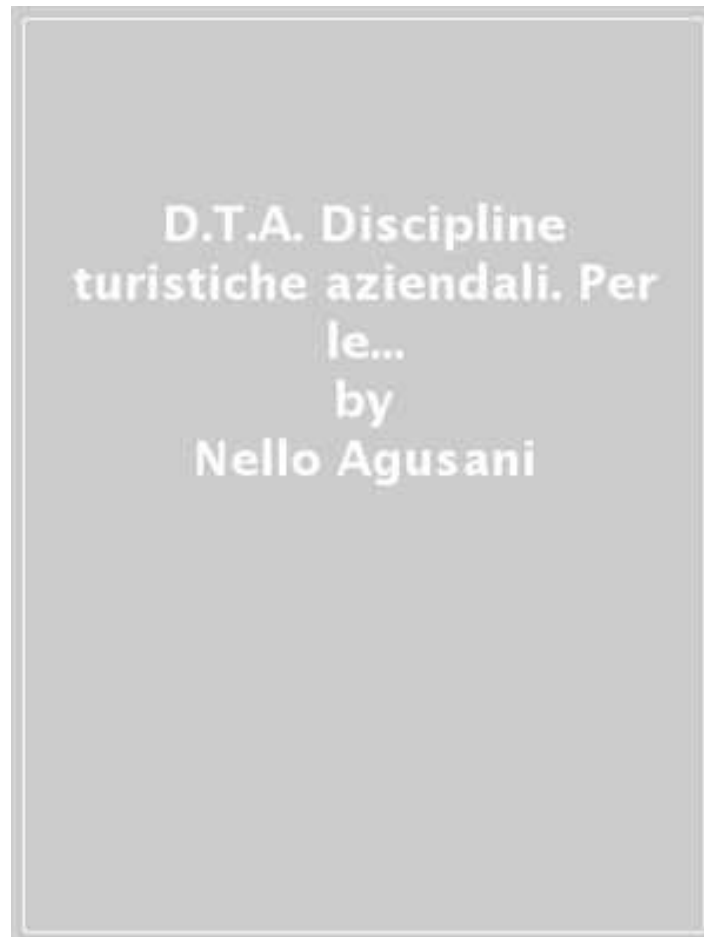 D.T.A. Discipline
turistiche aziendali. Per
le...
by
Nello Agusani